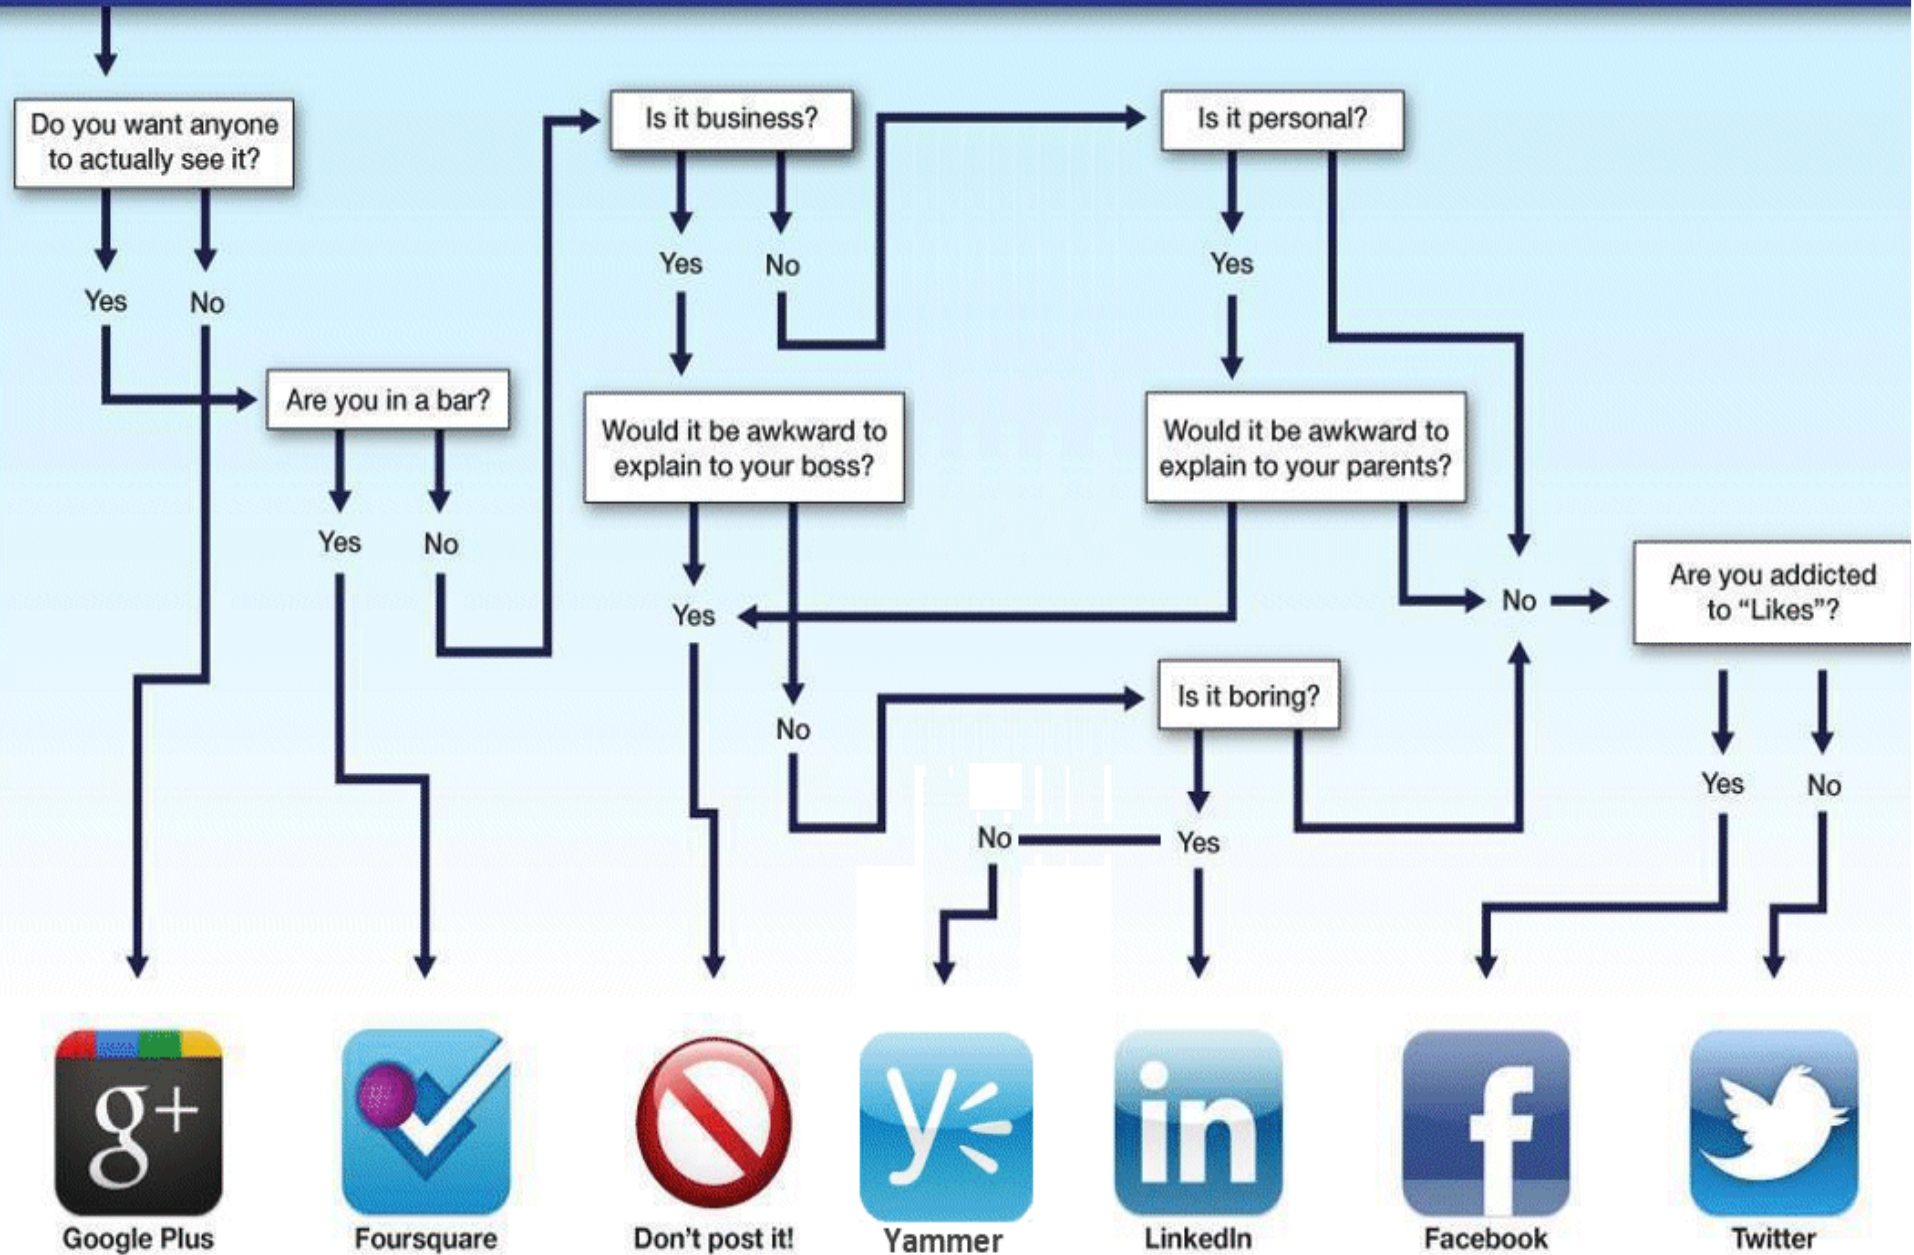 Do you want anyone
to actually see it?
Yes
No
Are you in a bar?
Yes
No
Is it business?
Yes
No
Would it be awkward to
explain to your boss?
Yes
No
Is it personal?
Yes
Would it be awkward to
explain to your parents?
No
Is it boring?
No
Yes
Are you addicted
to “Likes”?
Yes
No
g+
Google Plus
Foursquare
Don't post it!
y
Yammer
in
LinkedIn
f
Facebook
Twitter